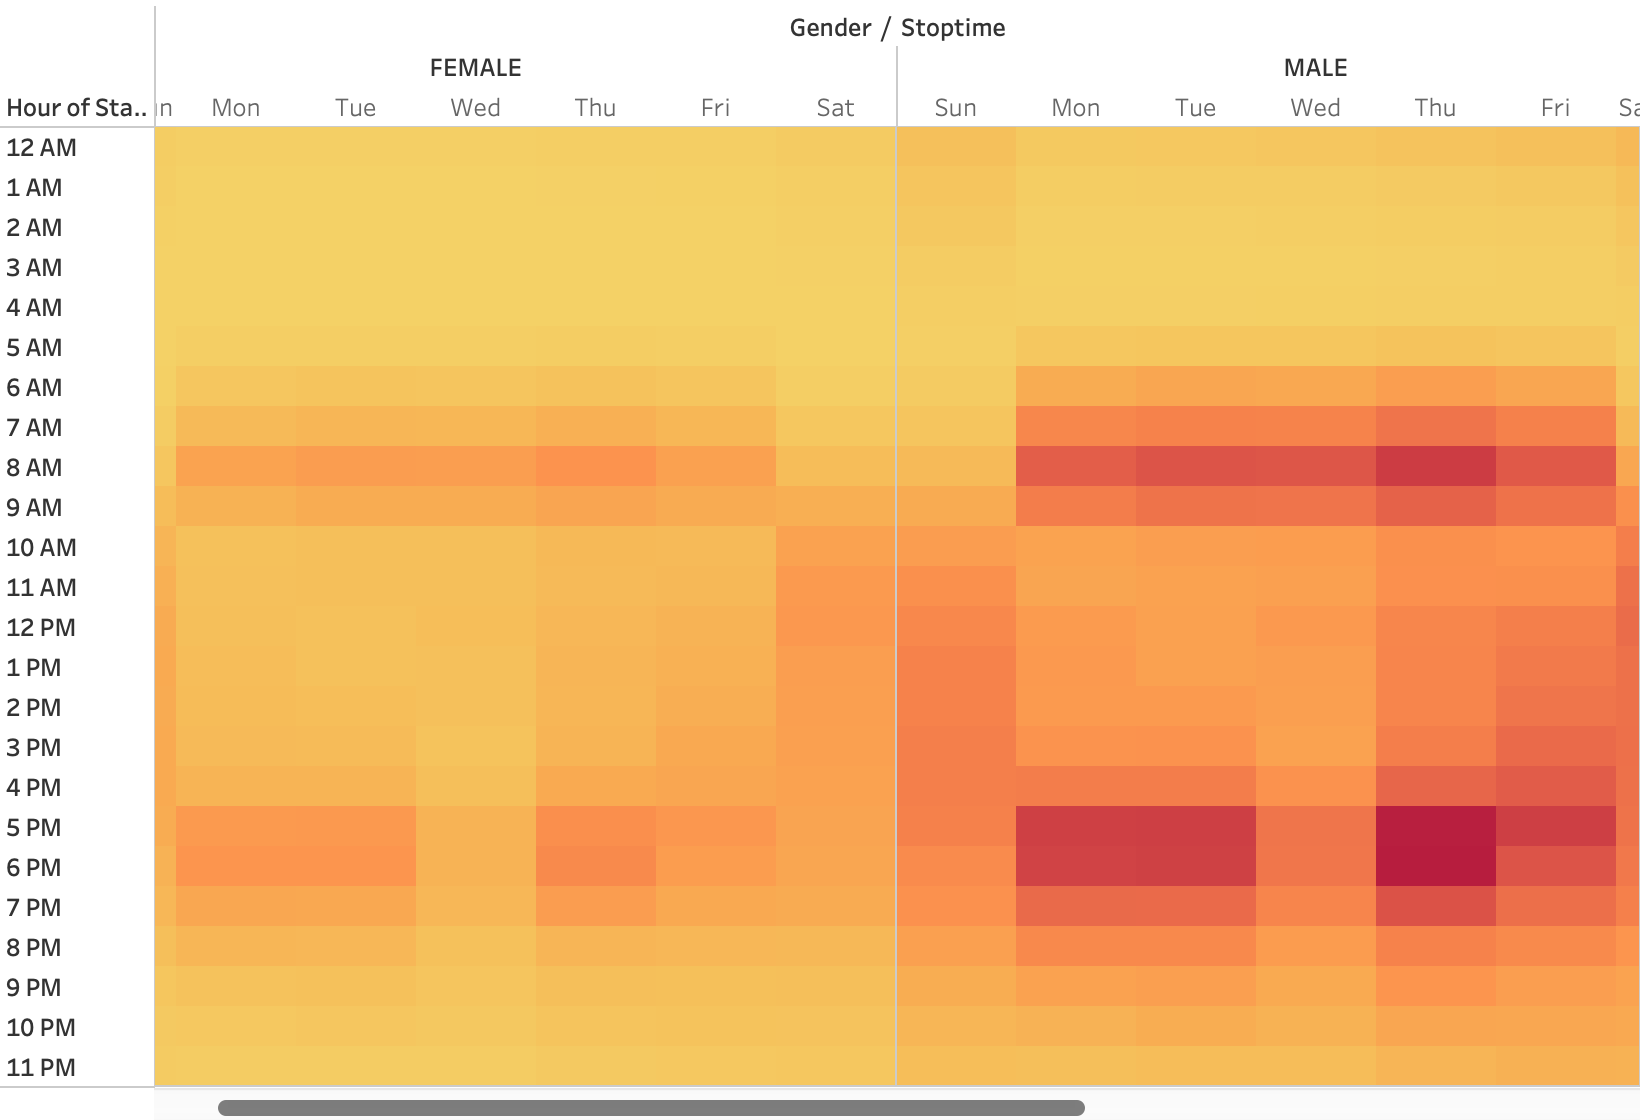 Gender / Stoptime
FEMALE MALE
Hour of Sta.. n Mon Tue Wed Thu Fri Sat Sun Mon Tue Wed Thu Fri Sa
12 AM
1 AM
2 AM
3 AM
4 AM
5 AM
6 AM
7 AM
8 AM
9 AM
10 AM
11 AM
12 PM
1 PM
2 PM
3 PM
4 PM
5 PM
6 PM
7 PM
8 PM
9 PM
10 PM
11 PM